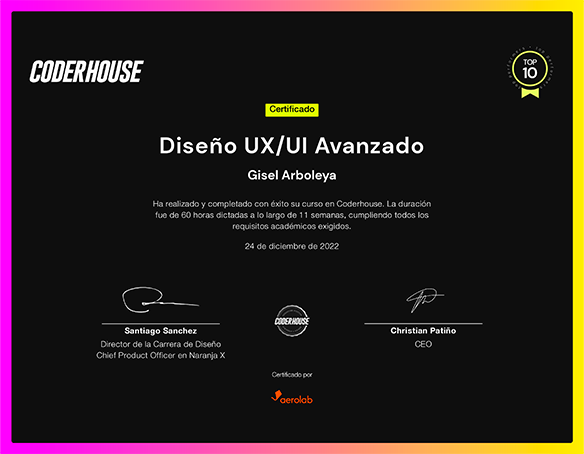 CODERHOUSE
TOP
10
Certificado
Diseño UX/UI Avanzado
Gisel Arboleya
Ha realizado y completado con éxito su curso en Coderhouse. La duración
fue de 60 horas dictadas a lo largo de 11 semanas, cumpliendo todos los
requisitos académicos exigidos.
24 de diciembre de 2022
Santiago Sanchez
Director de la Carrera de Diseño
Chief Product Officer en Naranja X
CODERHOUSE
Christian Patiño
CEO
Certificado por
aerolab